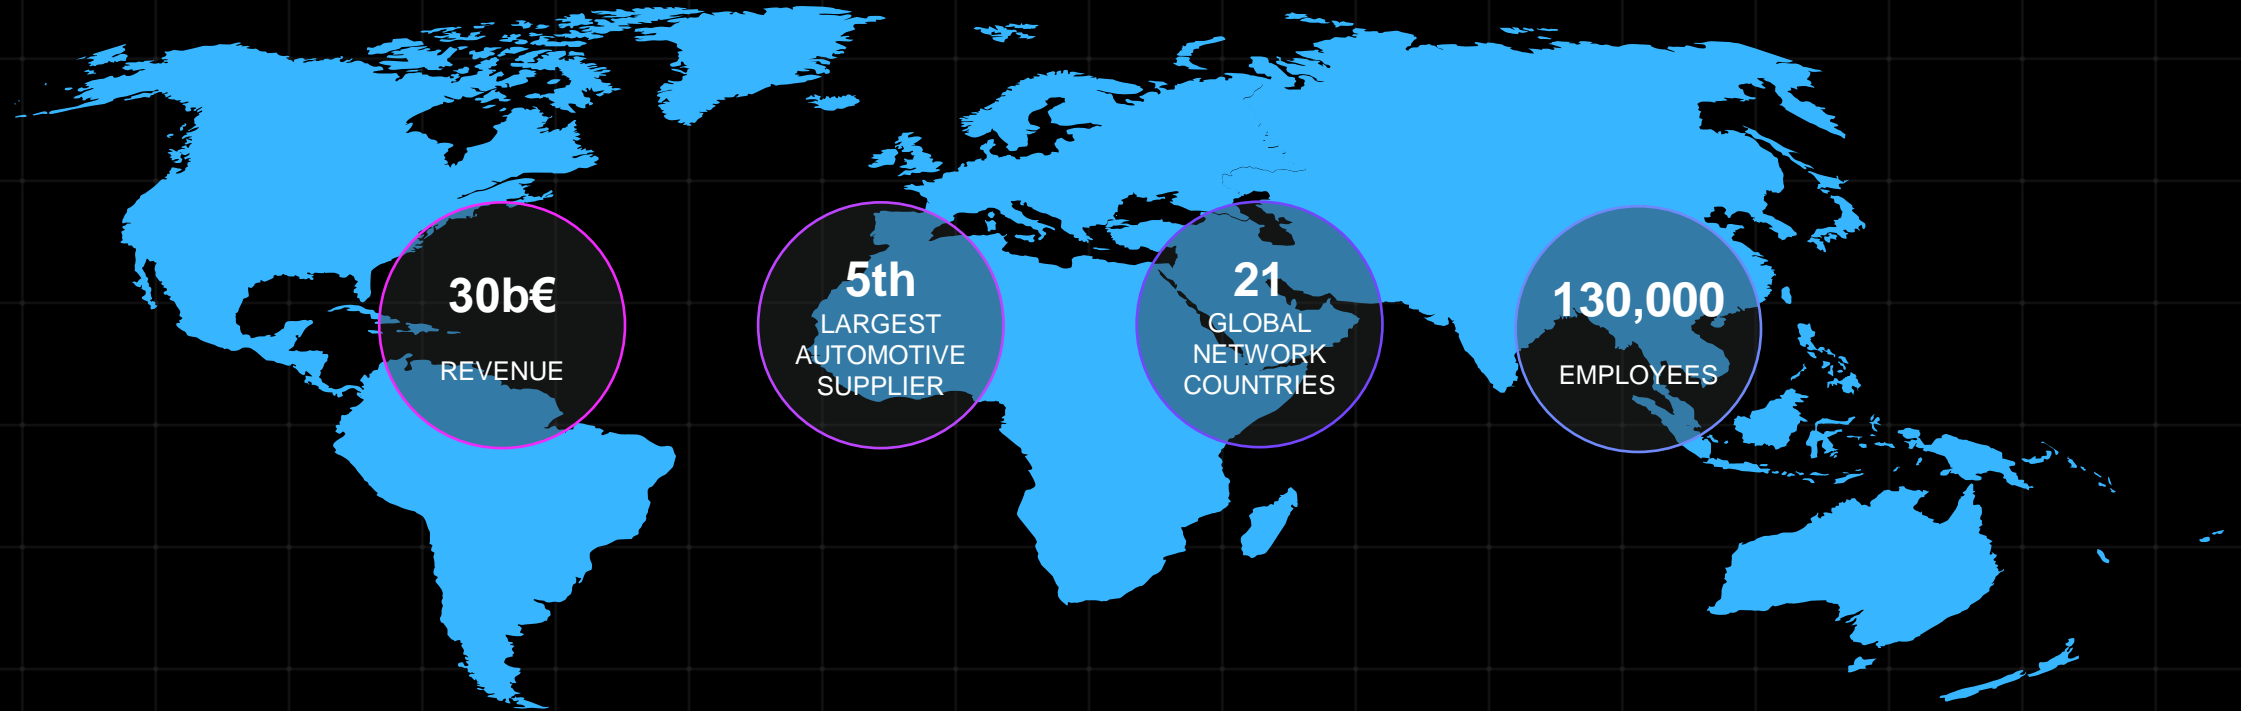 30b€
REVENUE
5th
LARGEST
AUTOMOTIVE
SUPPLIER
21
GLOBAL
NETWORK
COUNTRIES
130,000
EMPLOYEES